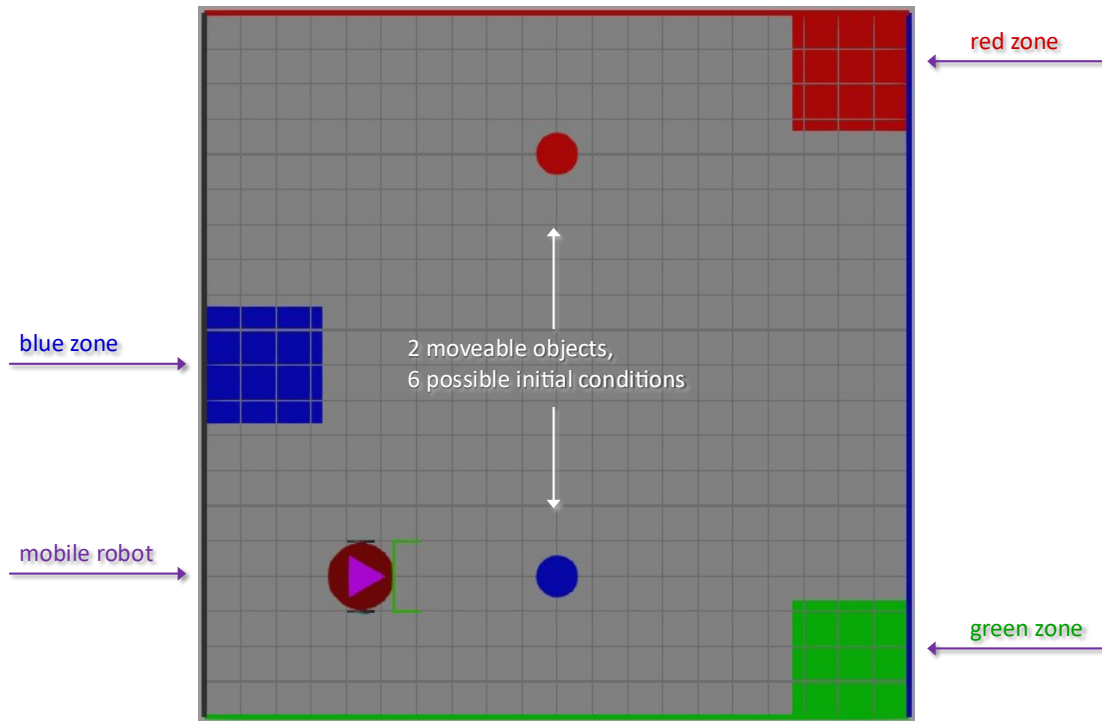 red zone
blue zone
2 moveable objects,
6 possible initial conditions
mobile robot
green zone